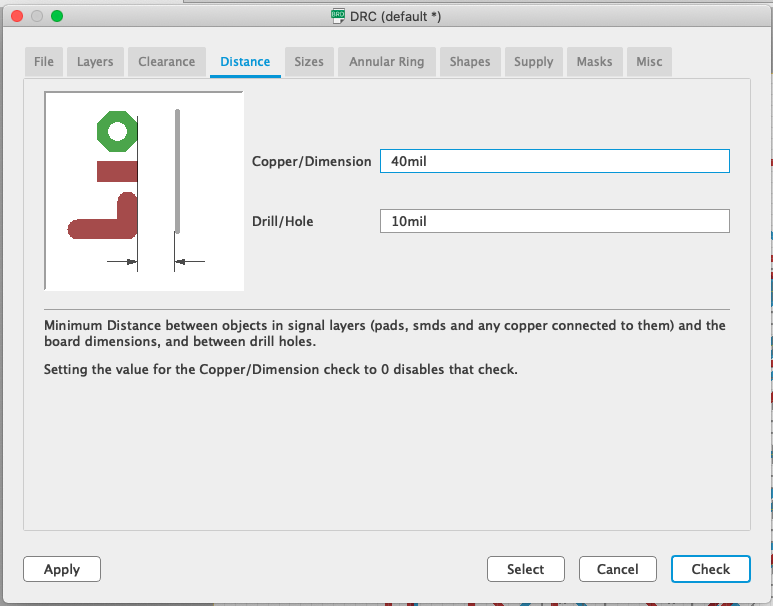 DRC (default *)
File Layers Clearance Distance Sizes Annular Ring Shapes Supply Masks Misc
Copper/Dimension 40mil
Drill/Hole 10mil
Minimum Distance between objects in signal layers (pads, smds and any copper connected to them) and the
board dimensions, and between drill holes.
Setting the value for the Copper/Dimension check to 0 disables that check.
Apply Select Cancel Check